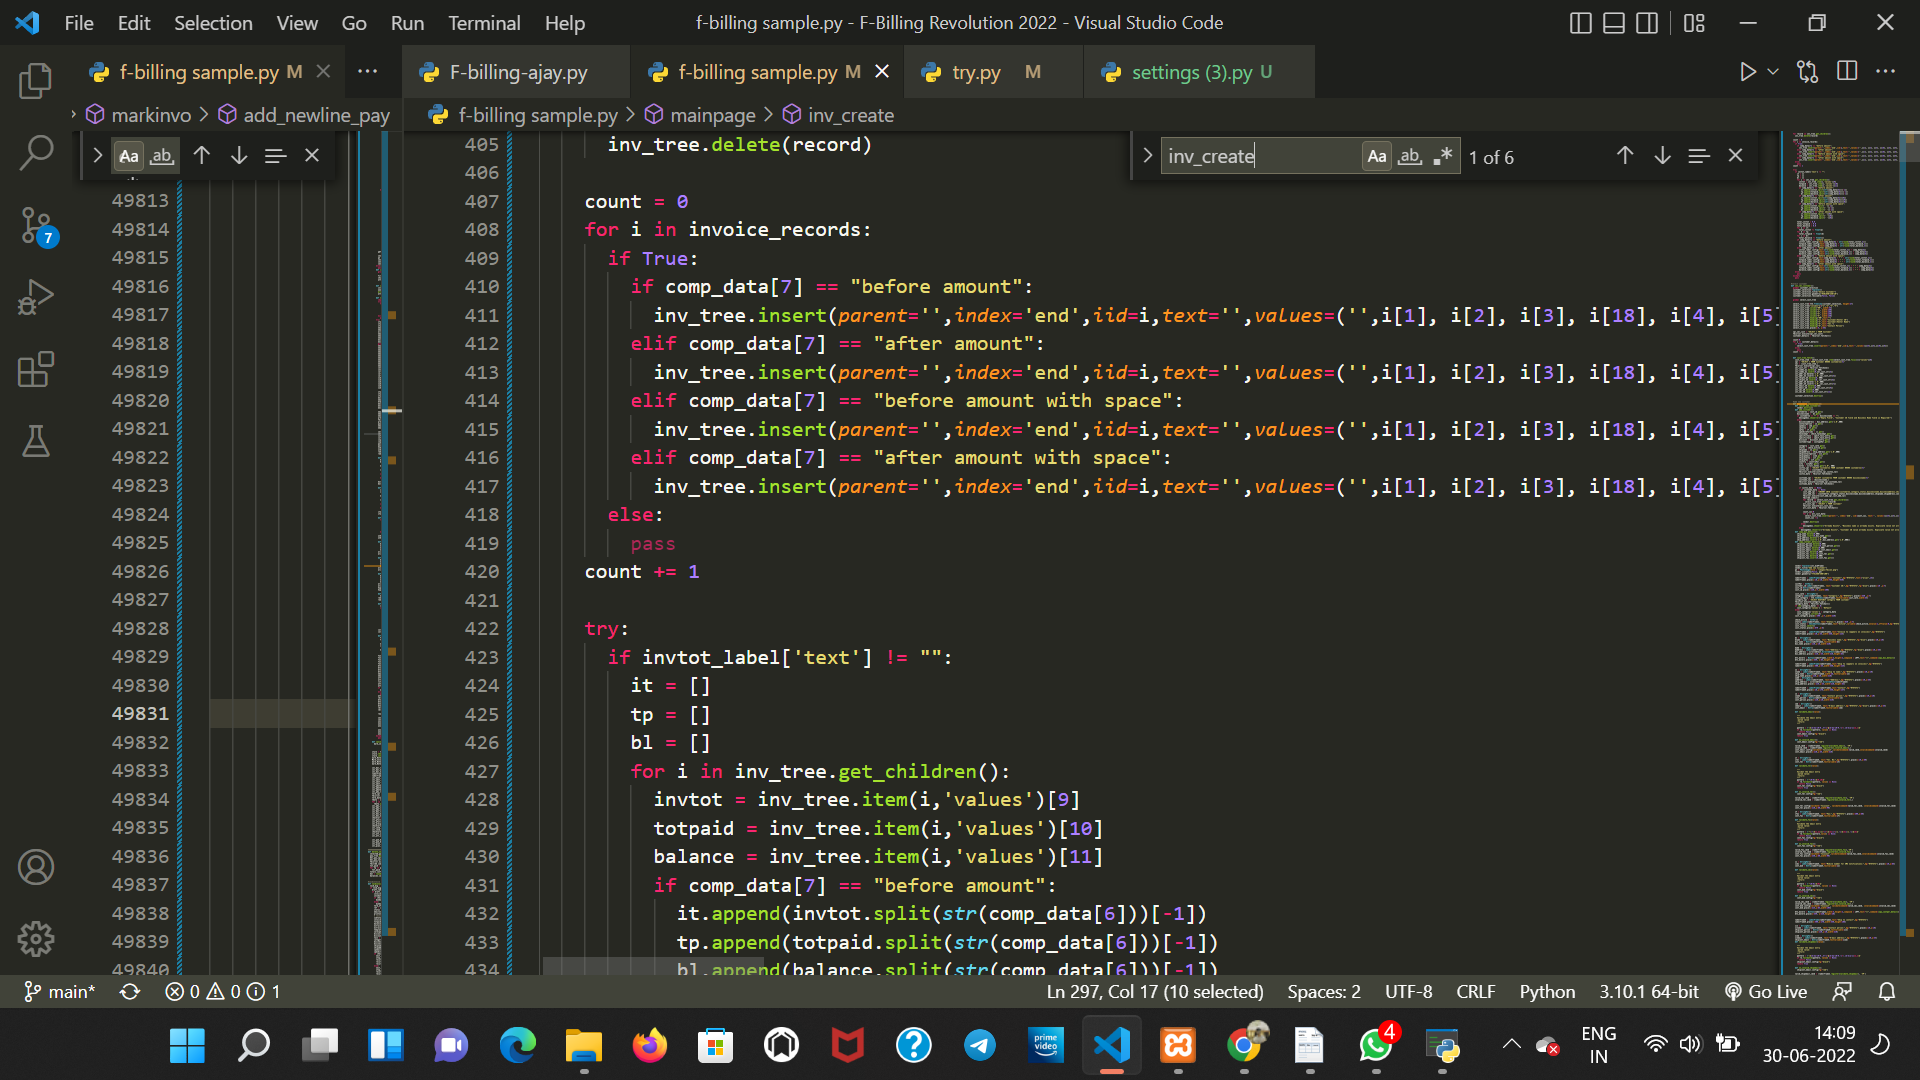 File Edit Selection View Go Run Terminal Help
f-billing sample.py - F-Billing Revolution 2022 - Visual Studio Code
f-billing sample.py M
F-billing-ajay.py
f-billing sample.py M
try.py M
settings (3).py U
markinvo > add_newline_pay
f-billing sample.py > mainpage > inv_create
Aa ab
inv_create
Aa ab .*
1 of 6
49813
49814
49815
49816
49817
49818
49819
49820
49821
49822
49823
49824
49825
49826
49827
49828
49829
49830
49831
49832
49833
49834
49835
49836
49837
49838
49839
49840
405 inv_tree.delete(record)
406
407 count = 0
408 for i in invoice_records:
409 if True:
410 if comp_data[7] == "before amount":
411 inv_tree.insert(parent='',index='end',iid=i,text='',values=('',i[1], i[2], i[3], i[18], i[4], i[5]
412 elif comp_data[7] == "after amount":
413 inv_tree.insert(parent='',index='end',iid=i,text='',values=('',i[1], i[2], i[3], i[18], i[4], i[5]
414 elif comp_data[7] == "before amount with space":
415 inv_tree.insert(parent='',index='end',iid=i,text='',values=('',i[1], i[2], i[3], i[18], i[4], i[5]
416 elif comp_data[7] == "after amount with space":
417 inv_tree.insert(parent='',index='end',iid=i,text='',values=('',i[1], i[2], i[3], i[18], i[4], i[5]
418 else:
419 pass
420 count += 1
421
422 try:
423 if invtot_label['text'] != "":
424 it = []
425 tp = []
426 bl = []
427 for i in inv_tree.get_children():
428 invtot = inv_tree.item(i,'values')[9]
429 totpaid = inv_tree.item(i,'values')[10]
430 balance = inv_tree.item(i,'values')[11]
431 if comp_data[7] == "before amount":
432 it.append(invtot.split(str(comp_data[6]))[-1])
433 tp.append(totpaid.split(str(comp_data[6]))[-1])
434 bl.append(balance.split(str(comp_data[6]))[-1])
7
main* 0 0 1
Ln 297, Col 17 (10 selected) Spaces: 2 UTF-8 CRLF Python 3.10.1 64-bit Go Live
prime video
4
ENG
IN
14:09
30-06-2022